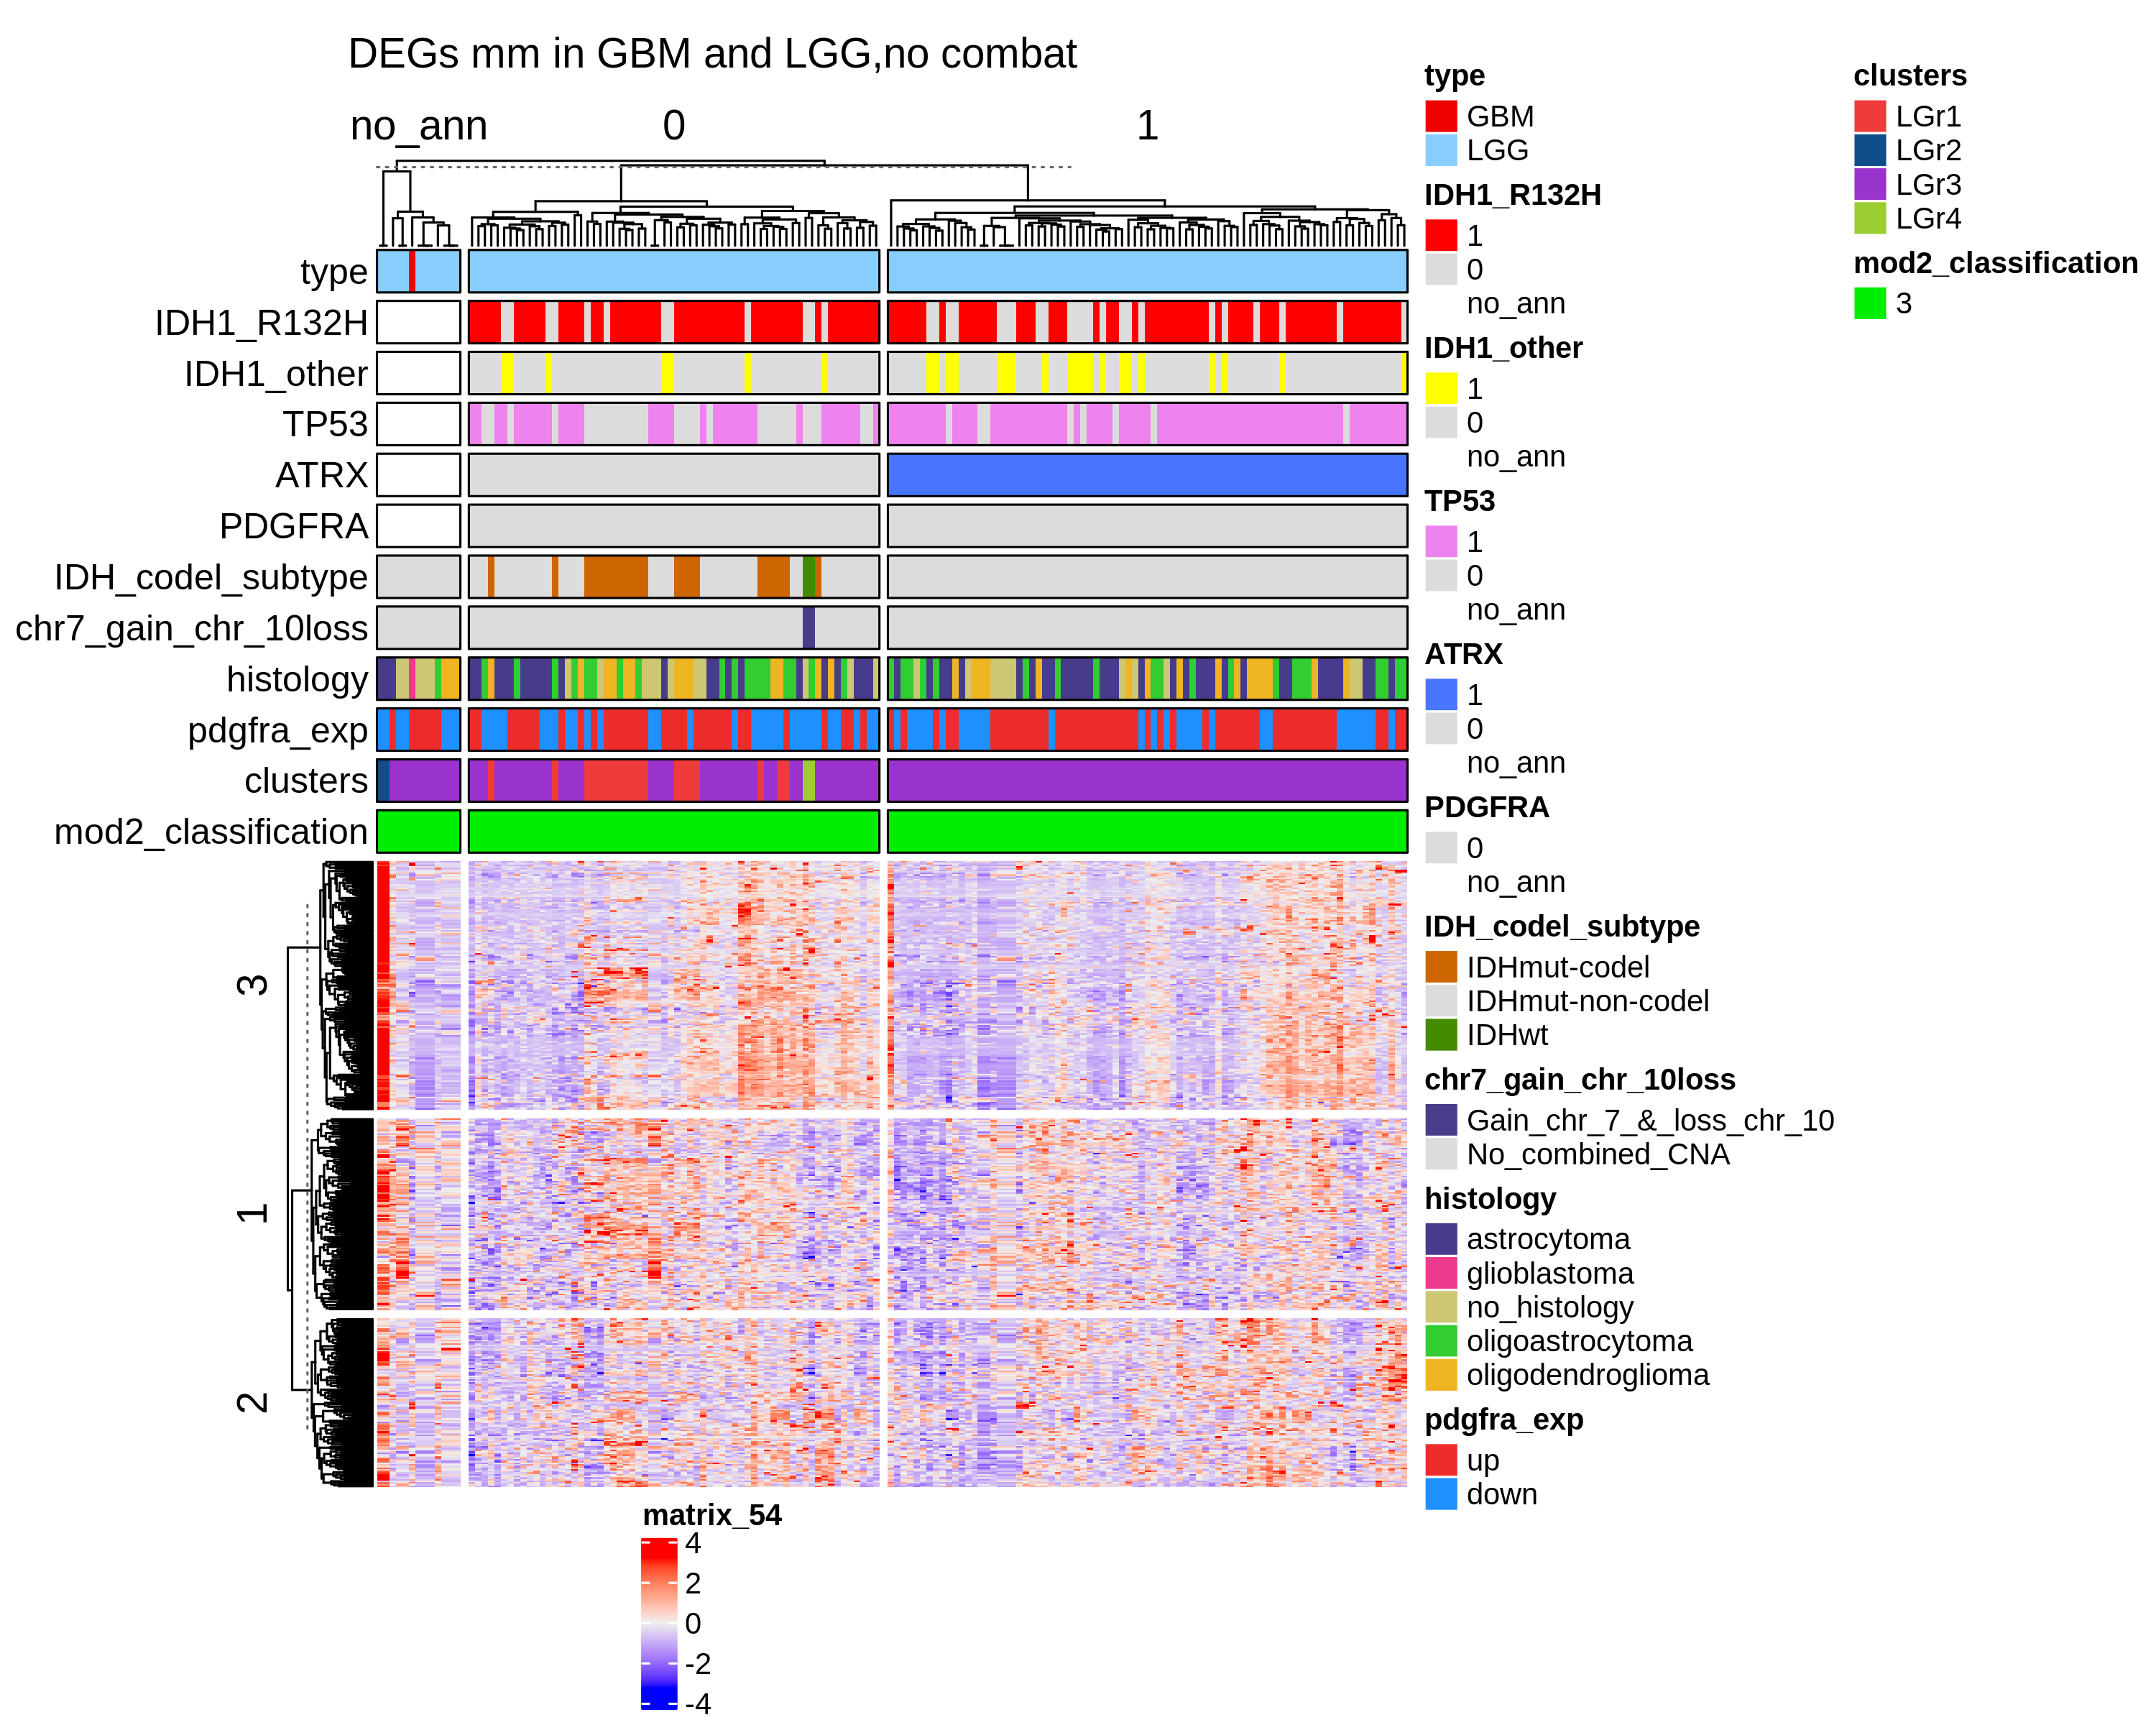 DEGs mm in GBM and LGG,no combat
no_ann
0
1
type
IDH1_R132H
IDH1_other
TP53
ATRX
PDGFRA
IDH_codel_subtype
chr7_gain_chr_10loss
histology
pdgfra_exp
clusters
mod2_classification
3
1
2
matrix_54
4
2
0
-2
-4
type
GBM
LGG
IDH1_R132H
1
0
no_ann
IDH1_other
1
0
no_ann
TP53
1
0
no_ann
ATRX
1
0
no_ann
PDGFRA
0
no_ann
IDH_codel_subtype
IDHmut-codel
IDHmut-non-codel
IDHwt
chr7_gain_chr_10loss
Gain_chr_7_&_loss_chr_10
No_combined_CNA
histology
astrocytoma
glioblastoma
no_histology
oligoastrocytoma
oligodendroglioma
pdgfra_exp
up
down
clusters
LGr1
LGr2
LGr3
LGr4
mod2_classification
3